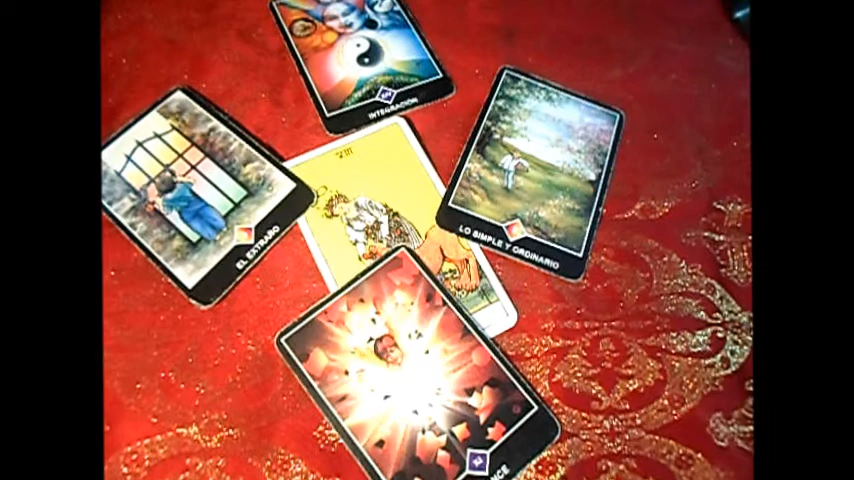 INTEGRACIÓN
VIII
EL EXTRAÑO
LO SIMPLE Y ORDINARIO